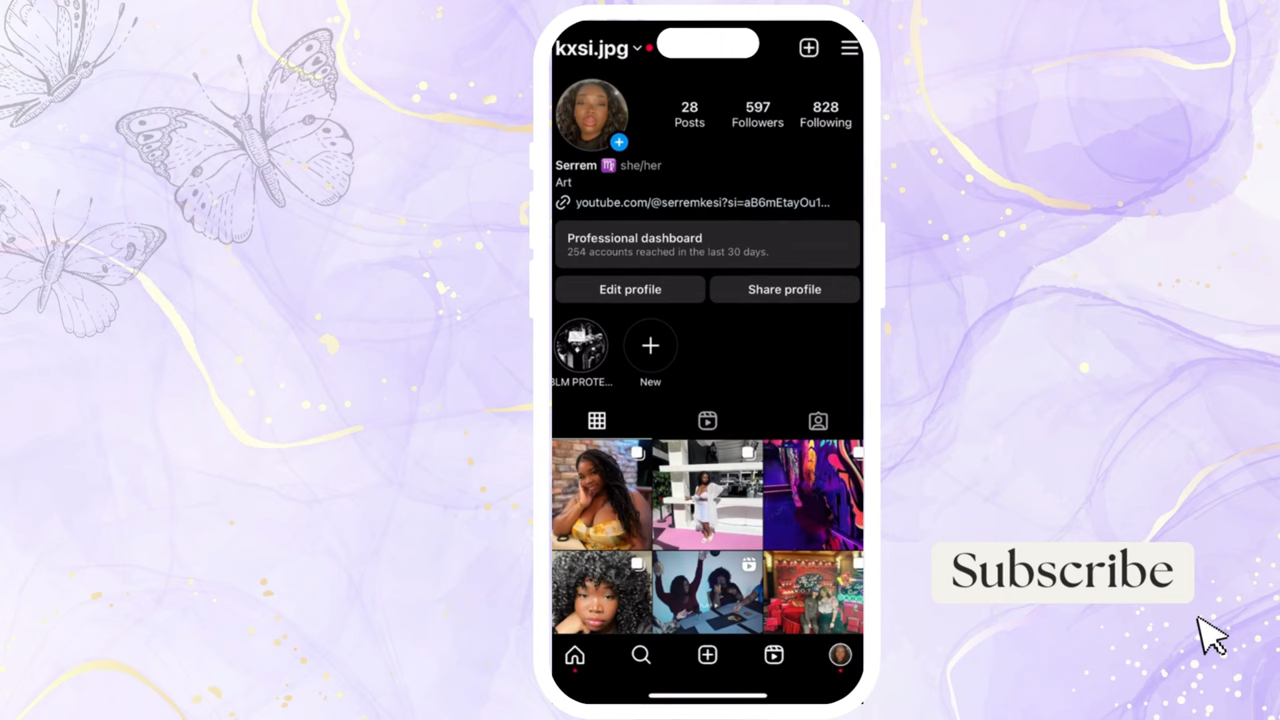 kxsi.jpg
28 597 828
Posts Followers Following
Serrem ♍ she/her
Art
youtube.com/@serremkesi?si=aB6mEtayOu1...
Professional dashboard
254 accounts reached in the last 30 days.
Edit profile Share profile
BLM PROTE... New
Subscribe